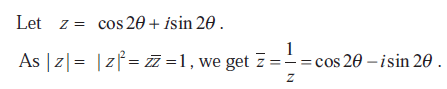 Let z = cos 2θ + i sin 2θ .
As | z | = | z |² = z z̅ = 1 , we get z̅ = 1/z = cos 2θ – i sin 2θ .